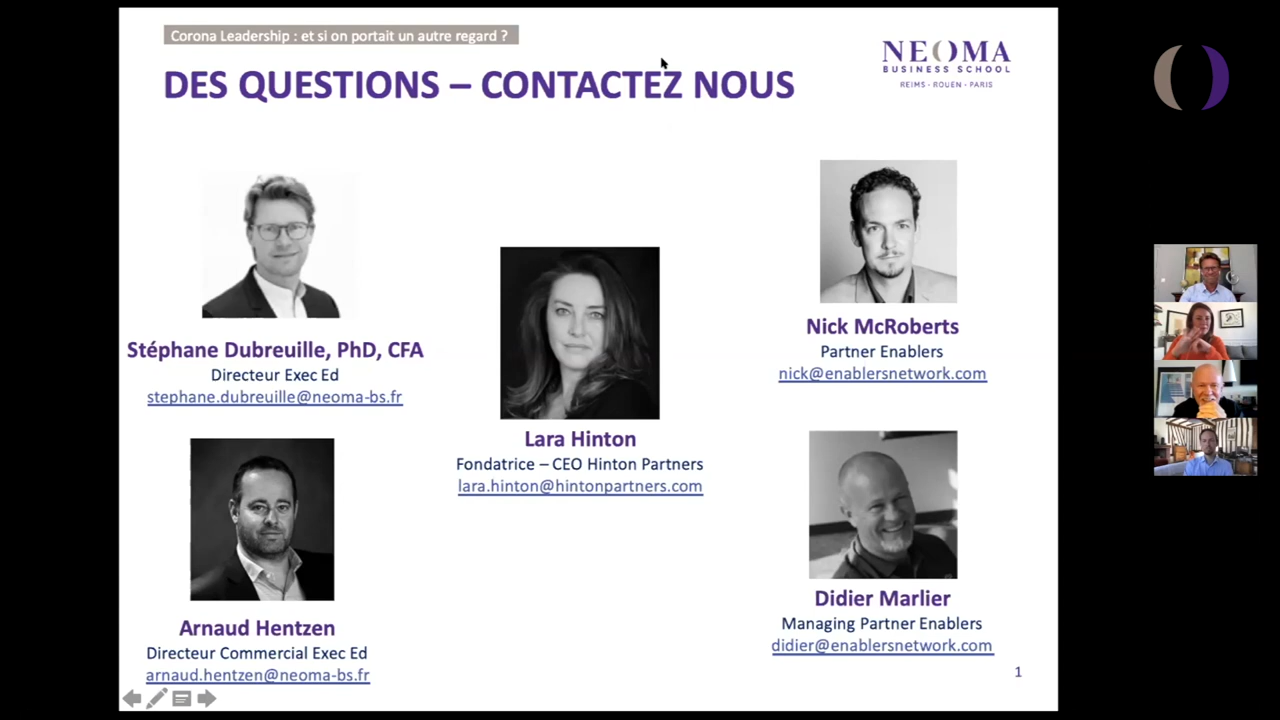 Corona Leadership : et si on portait un autre regard ?
NEOMA
BUSINESS SCHOOL
REIMS - ROUEN - PARIS
DES QUESTIONS – CONTACTEZ NOUS
Stéphane Dubreuille, PhD, CFA
Directeur Exec Ed
stephane.dubreuille@neoma-bs.fr
Arnaud Hentzen
Directeur Commercial Exec Ed
arnaud.hentzen@neoma-bs.fr
Lara Hinton
Fondatrice – CEO Hinton Partners
lara.hinton@hintonpartners.com
Nick McRoberts
Partner Enablers
nick@enablersnetwork.com
Didier Marlier
Managing Partner Enablers
didier@enablersnetwork.com
1